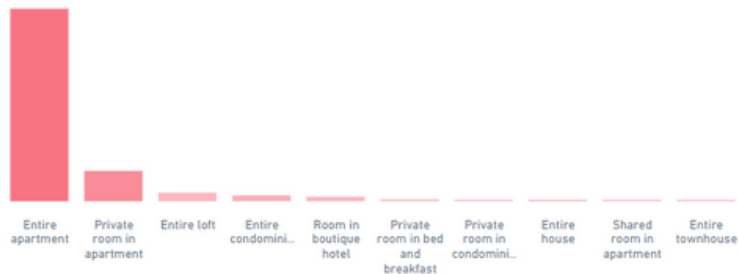 Entire
apartment
Private
room in
apartment
Entire loft
Entire
condomini...
Room in
boutique
hotel
Private
room in bed
and
breakfast
Private
room in
condomini...
Entire
house
Shared
room in
apartment
Entire
townhouse